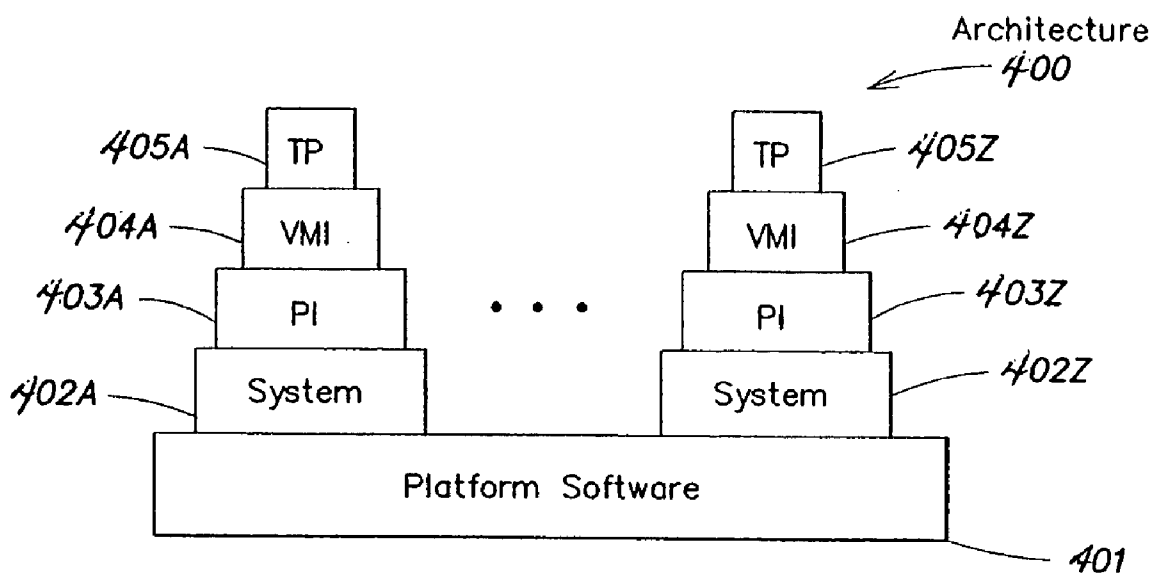 Architecture
400
405A TP TP 405Z
404A VMI VMI 404Z
403A PI PI 403Z
402A System System 402Z
Platform Software
401